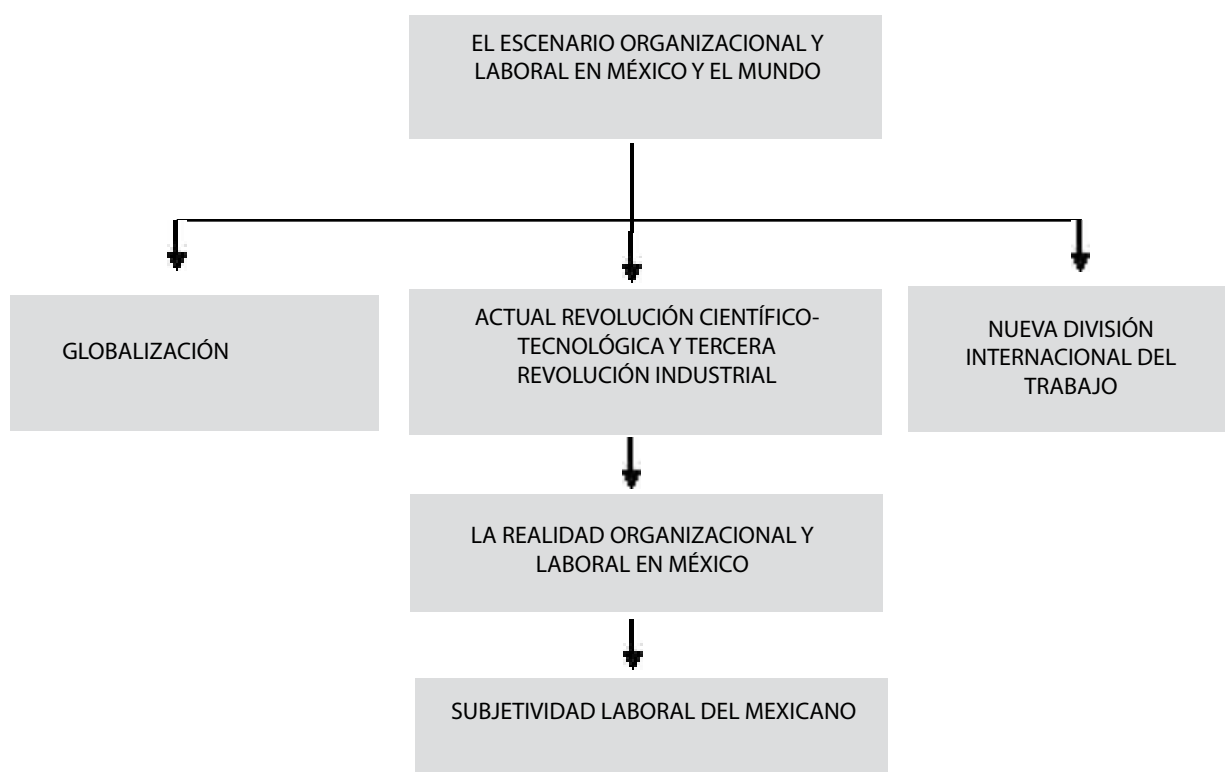 EL ESCENARIO ORGANIZACIONAL Y
LABORAL EN MÉXICO Y EL MUNDO
GLOBALIZACIÓN
ACTUAL REVOLUCIÓN CIENTÍFICO-
TECNOLÓGICA Y TERCERA
REVOLUCIÓN INDUSTRIAL
NUEVA DIVISIÓN
INTERNACIONAL DEL
TRABAJO
LA REALIDAD ORGANIZACIONAL Y
LABORAL EN MÉXICO
SUBJETIVIDAD LABORAL DEL MEXICANO